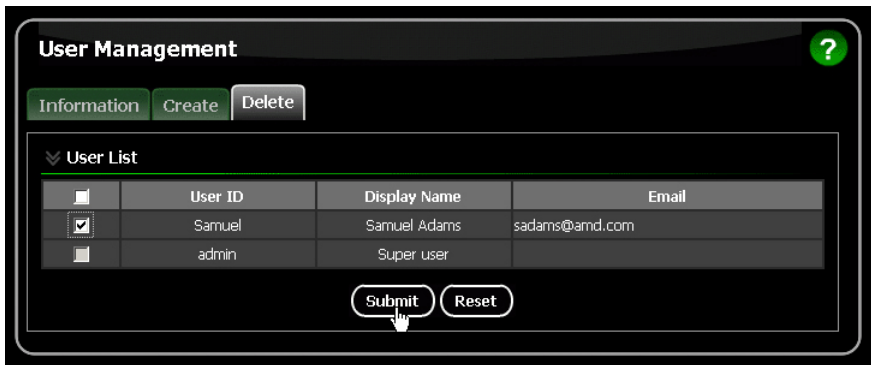 User Management
?
Information Create Delete
User List
User ID Display Name Email
Samuel Samuel Adams sadams@amd.com
admin Super user
Submit Reset